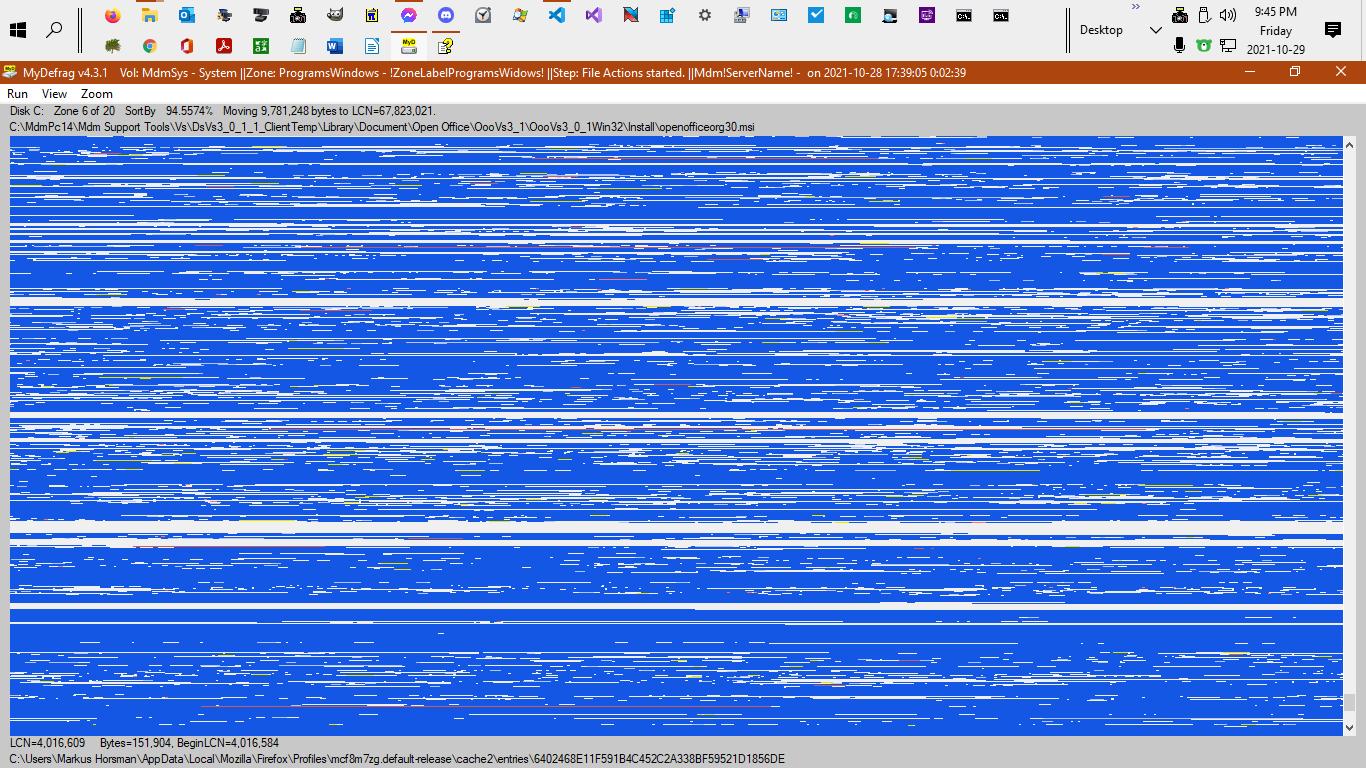 »
9:45 PM
Desktop
Friday
2021-10-29
MyDefrag v4.3.1 Vol: MdmSys - System ||Zone: ProgramsWindows - !ZoneLabelProgramsWidows! ||Step: File Actions started. ||Mdm!ServerName! - on 2021-10-28 17:39:05 0:02:39
Run View Zoom
Disk C: Zone 6 of 20 SortBy 94.5574% Moving 9,781,248 bytes to LCN=67,823,021.
C:\MdmPc14\Mdm Support Tools\Vs\DsVs3_0_1_1_ClientTemp\Library\Document\Open Office\OooVs3_1\OooVs3_0_1Win32\Install\openofficeorg30.msi
LCN=4,016,609 Bytes=151,904, BeginLCN=4,016,584
C:\Users\Markus Horsman\AppData\Local\Mozilla\Firefox\Profiles\mcf8m7zg.default-release\cache2\entries\6402468E11F591B4C452C2A338BF59521D1856DE